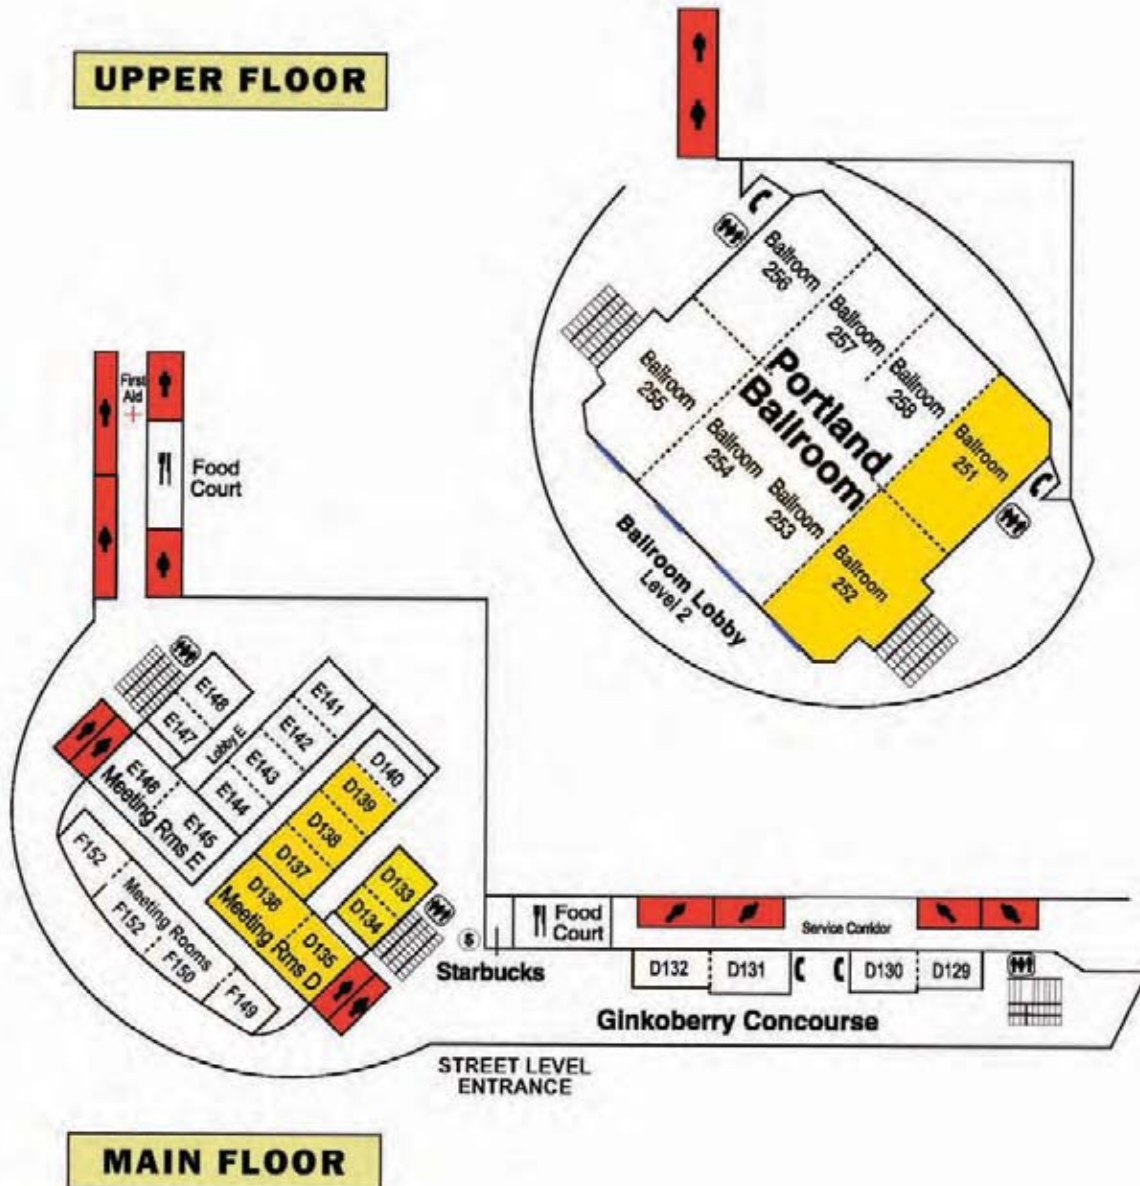 UPPER FLOOR
Ballroom
256
Ballroom
257
Ballroom
258
Ballroom
251
Ballroom
255
Portland
Ballroom
Ballroom
254
Ballroom
253
Ballroom
252
Ballroom Lobby
Level 2
First
Aid
Food
Court
E148
E147
Lobby E
E141
E142
E143
E144
E146
E145
Meeting Rms E
D140
D139
D138
D137
D136
D135
Meeting Rms D
D133
D134
F152
Meeting Rooms
F152
F150
F149
$
Starbucks
Food
Court
Service Corridor
D132
D131
D130
D129
Ginkoberry Concourse
STREET LEVEL
ENTRANCE
MAIN FLOOR